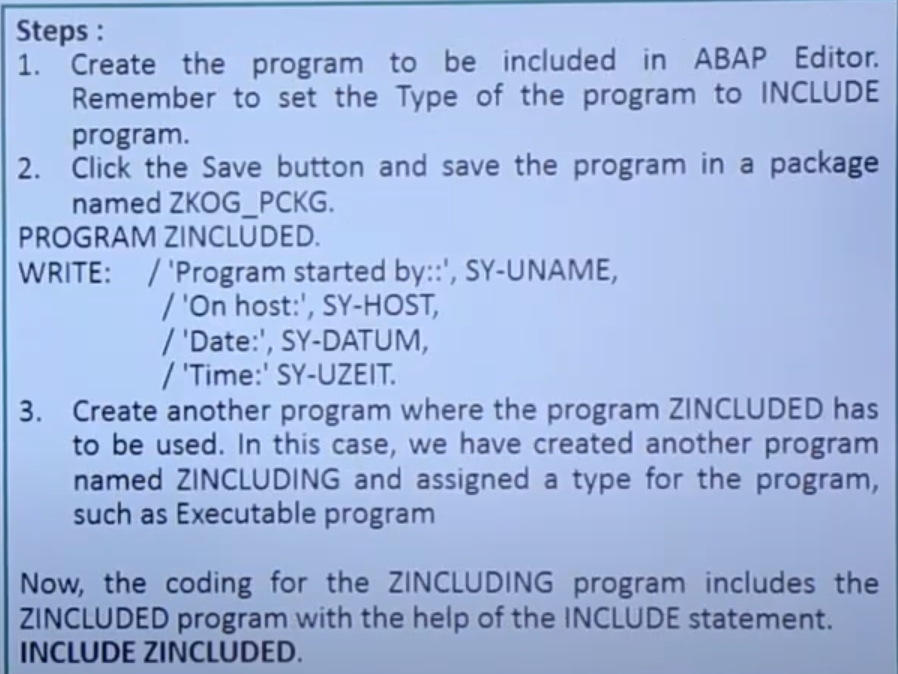 Steps :
1. Create the program to be included in ABAP Editor.
Remember to set the Type of the program to INCLUDE
program.
2. Click the Save button and save the program in a package
named ZKOG_PCKG.
PROGRAM ZINCLUDED.
WRITE: / 'Program started by::', SY-UNAME,
/ 'On host:', SY-HOST,
/ 'Date:', SY-DATUM,
/ 'Time:' SY-UZEIT.
3. Create another program where the program ZINCLUDED has
to be used. In this case, we have created another program
named ZINCLUDING and assigned a type for the program,
such as Executable program
Now, the coding for the ZINCLUDING program includes the
ZINCLUDED program with the help of the INCLUDE statement.
INCLUDE ZINCLUDED.